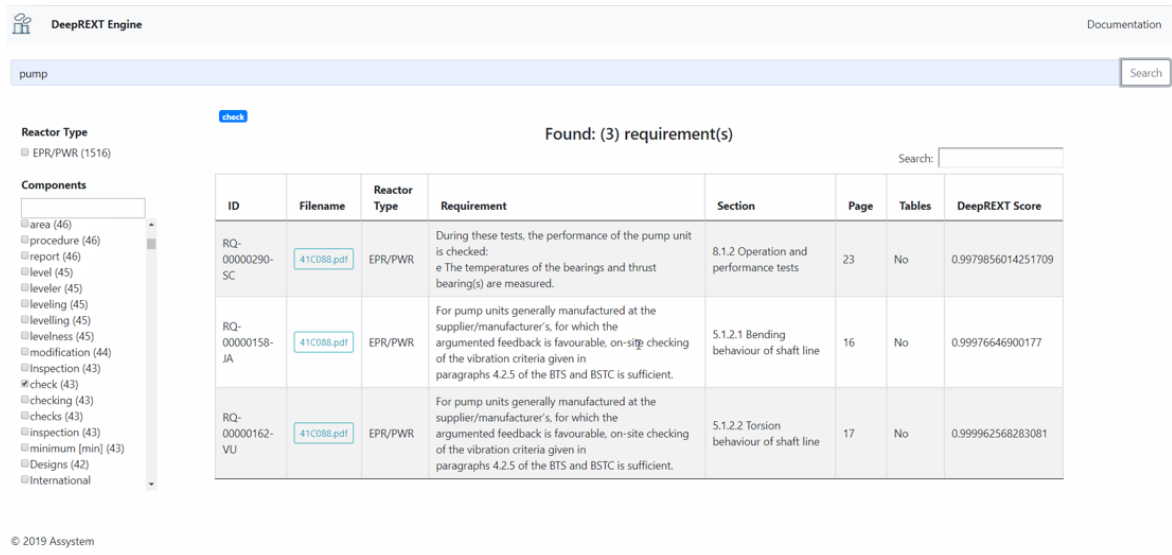 DeepREXT Engine
Documentation
pump
Search
Reactor Type
EPR/PWR (1516)
Components
area (46)
procedure (46)
report (46)
level (45)
leveler (45)
leveling (45)
levelling (45)
levelness (45)
modification (44)
Inspection (43)
check (43)
checking (43)
checks (43)
inspection (43)
minimum [min] (43)
Designs (42)
International
check
Found: (3) requirement(s)
Search:
ID
Filename
Reactor
Type
Requirement
Section
Page
Tables
DeepREXT Score
RQ-
00000290-
SC
41C088.pdf
EPR/PWR
During these tests, the performance of the pump unit
is checked:
e The temperatures of the bearings and thrust
bearing(s) are measured.
8.1.2 Operation and
performance tests
23
No
0.9979856014251709
RQ-
00000158-
JA
41C088.pdf
EPR/PWR
For pump units generally manufactured at the
supplier/manufacturer's, for which the
argumented feedback is favourable, on-site checking
of the vibration criteria given in
paragraphs 4.2.5 of the BTS and BSTC is sufficient.
5.1.2.1 Bending
behaviour of shaft line
16
No
0.99976646900177
RQ-
00000162-
VU
41C088.pdf
EPR/PWR
For pump units generally manufactured at the
supplier/manufacturer's, for which the
argumented feedback is favourable, on-site checking
of the vibration criteria given in
paragraphs 4.2.5 of the BTS and BSTC is sufficient.
5.1.2.2 Torsion
behaviour of shaft line
17
No
0.999962568283081
© 2019 Assystem